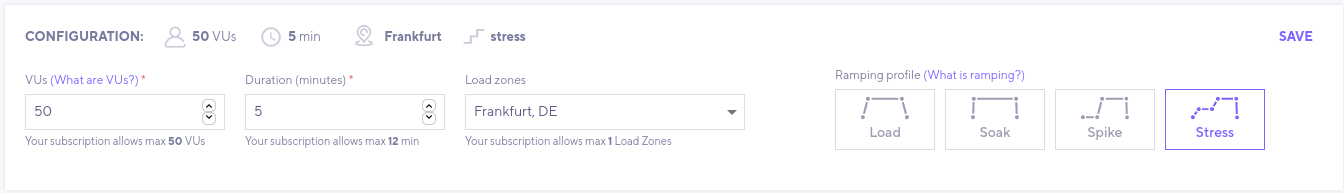 CONFIGURATION: 50 VUs 5 min Frankfurt stress SAVE
VUs (What are VUs?) * Duration (minutes) * Load zones Ramping profile (What is ramping?)
50 5 Frankfurt, DE
Load Soak Spike Stress
Your subscription allows max 50 VUs Your subscription allows max 12 min Your subscription allows max 1 Load Zones